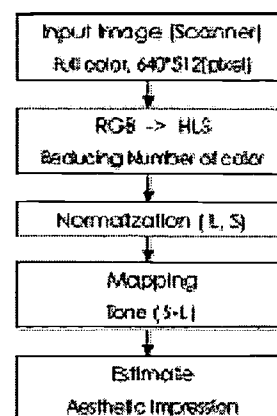 Input Image (Scanner)
Full color, 640*512(pixel)
RGB -> HLS
Reducing Number of color
Normalization ( L, S)
Mapping
Tone ( S-L)
Estimate
Aesthetic Impression